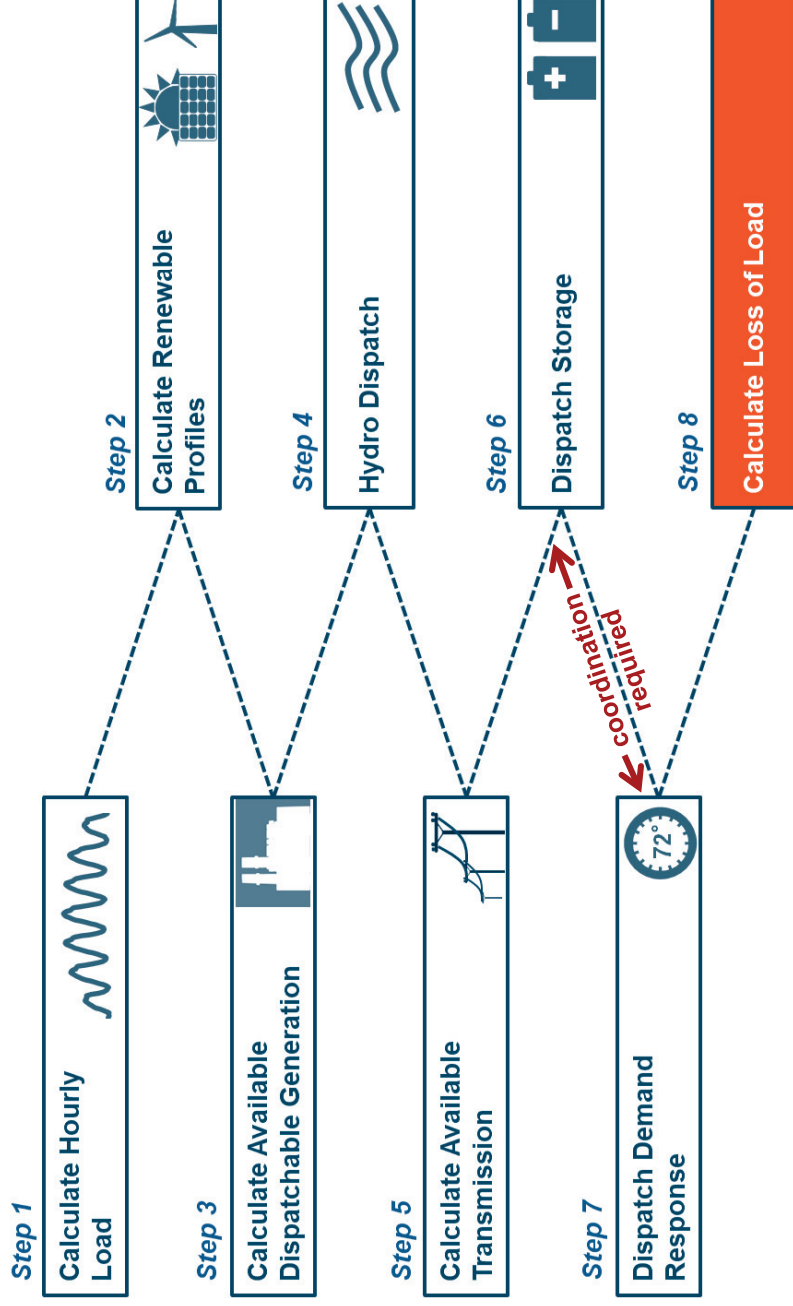 Step 1
Calculate Hourly
Load
Step 2
Calculate Renewable
Profiles
Step 3
Calculate Available
Dispatchable Generation
Step 4
Hydro Dispatch
Step 5
Calculate Available
Transmission
Step 6
Dispatch Storage
coordination
required
Step 7
Dispatch Demand
Response
72°
Step 8
Calculate Loss of Load